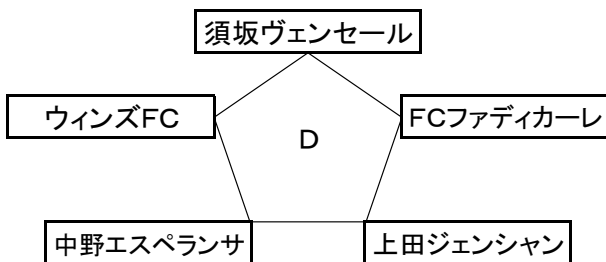 須坂ヴェンセール
ウィンズFC
FCファディカーレ
D
中野エスペランサ
上田ジェンシャン